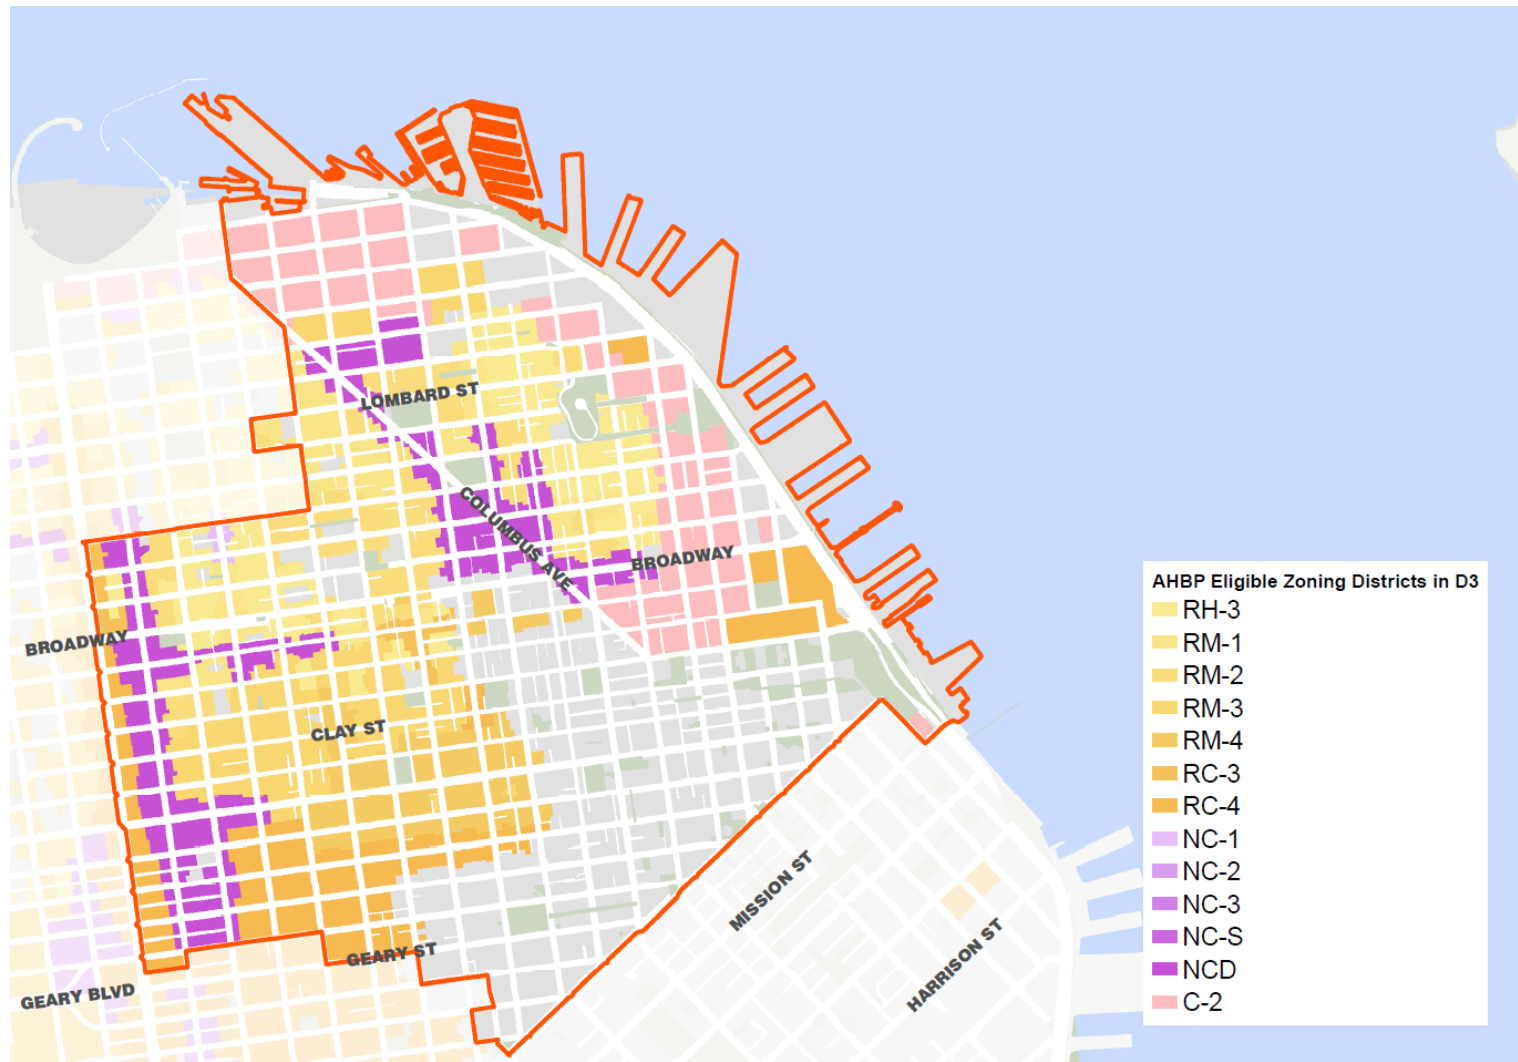 LOMBARD ST
COLUMBUS AVE
BROADWAY
BROADWAY
CLAY ST
GEARY ST
GEARY BLVD
MISSION ST
HARRISON ST
AHBP Eligible Zoning Districts in D3
RH-3
RM-1
RM-2
RM-3
RM-4
RC-3
RC-4
NC-1
NC-2
NC-3
NC-S
NCD
C-2